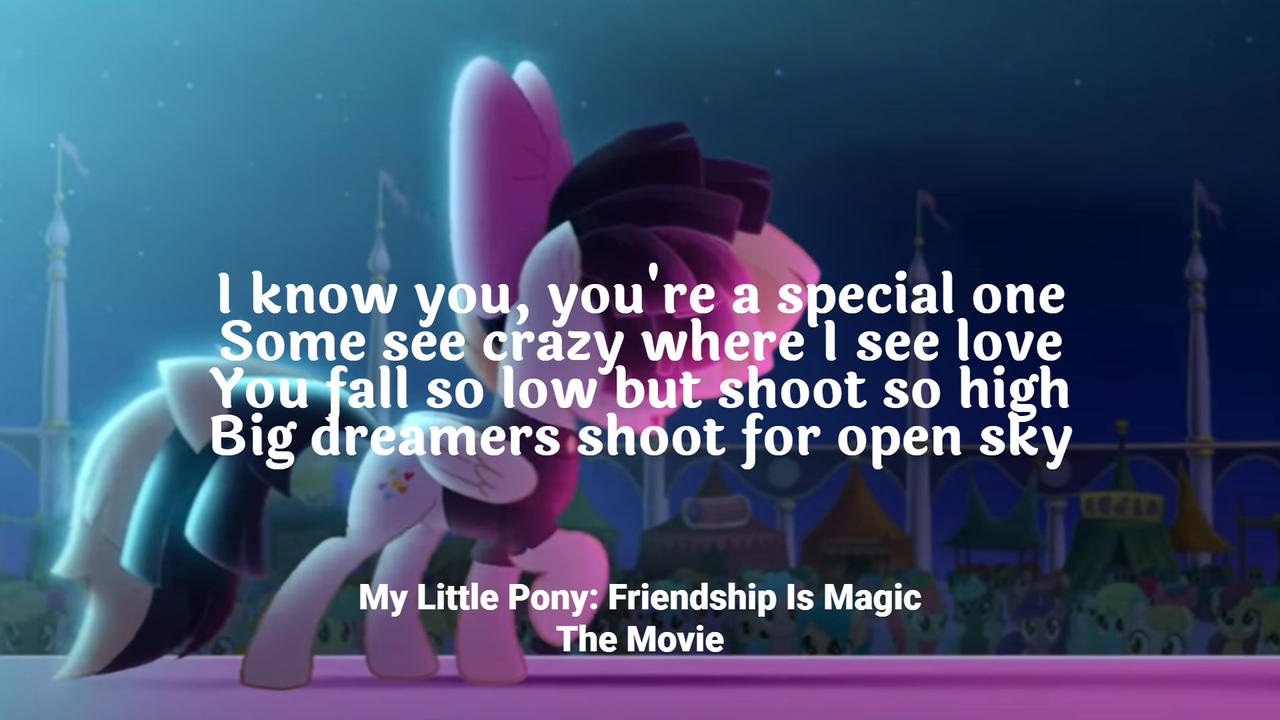 I know you, you're a special one
Some see crazy where I see love
You fall so low but shoot so high
Big dreamers shoot for open sky
My Little Pony: Friendship Is Magic
The Movie